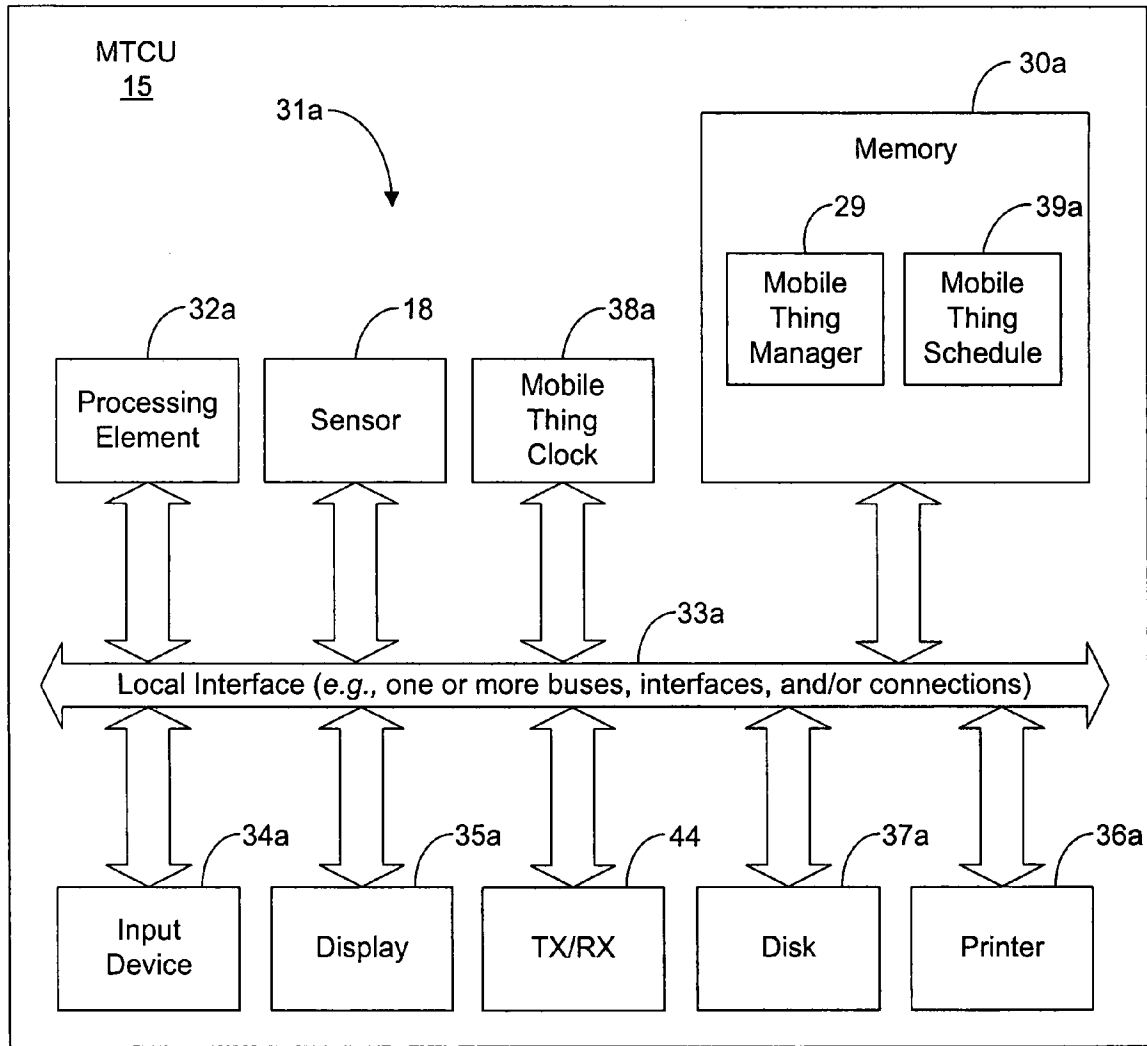 MTCU
15
31a
30a
Memory
29
39a
Mobile
Thing
Manager
Mobile
Thing
Schedule
32a
18
38a
Processing
Element
Sensor
Mobile
Thing
Clock
33a
Local Interface (e.g., one or more buses, interfaces, and/or connections)
34a
35a
44
37a
36a
Input
Device
Display
TX/RX
Disk
Printer